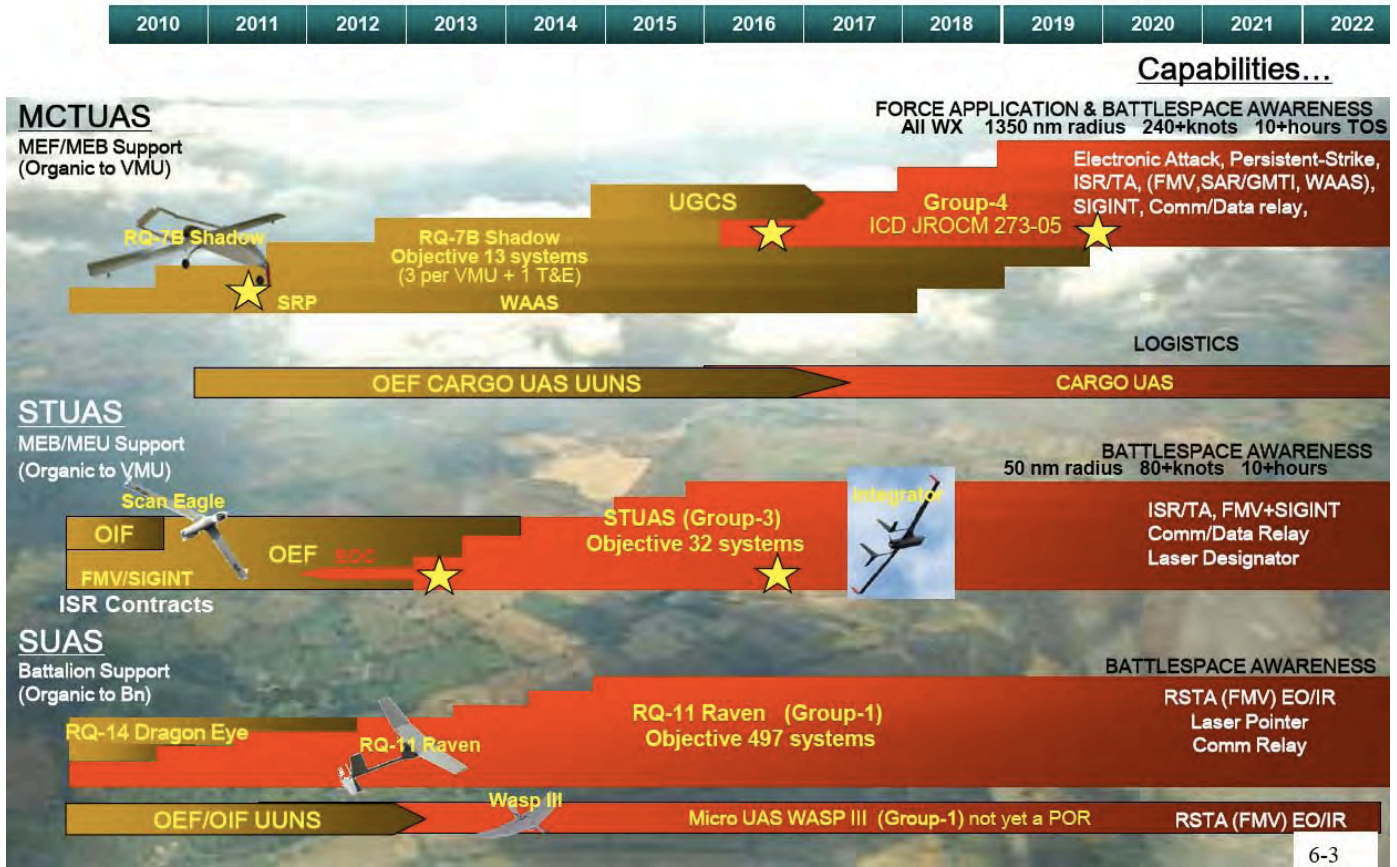 2010 2011 2012 2013 2014 2015 2016 2017 2018 2019 2020 2021 2022
Capabilities...
MCTUAS
MEF/MEB Support
(Organic to VMU)
FORCE APPLICATION & BATTLESPACE AWARENESS
All WX 1350 nm radius 240+knots 10+hours TOS
Electronic Attack, Persistent-Strike,
ISR/TA, (FMV,SAR/GMTI, WAAS),
SIGINT, Comm/Data relay,
UGCS
Group-4
ICD JROCM 273-05
RQ-7B Shadow
RQ-7B Shadow
Objective 13 systems
(3 per VMU + 1 T&E)
SRP
WAAS
LOGISTICS
OEF CARGO UAS UUNS
CARGO UAS
STUAS
MEB/MEU Support
(Organic to VMU)
BATTLESPACE AWARENESS
50 nm radius 80+knots 10+hours
Scan Eagle
Integrator
OIF
OEF
EOC
FMV/SIGINT
ISR Contracts
STUAS (Group-3)
Objective 32 systems
ISR/TA, FMV+SIGINT
Comm/Data Relay
Laser Designator
SUAS
Battalion Support
(Organic to Bn)
BATTLESPACE AWARENESS
RQ-14 Dragon Eye
RQ-11 Raven
RQ-11 Raven (Group-1)
Objective 497 systems
RSTA (FMV) EO/IR
Laser Pointer
Comm Relay
Wasp III
OEF/OIF UUNS
Micro UAS WASP III (Group-1) not yet a POR
RSTA (FMV) EO/IR
6-3